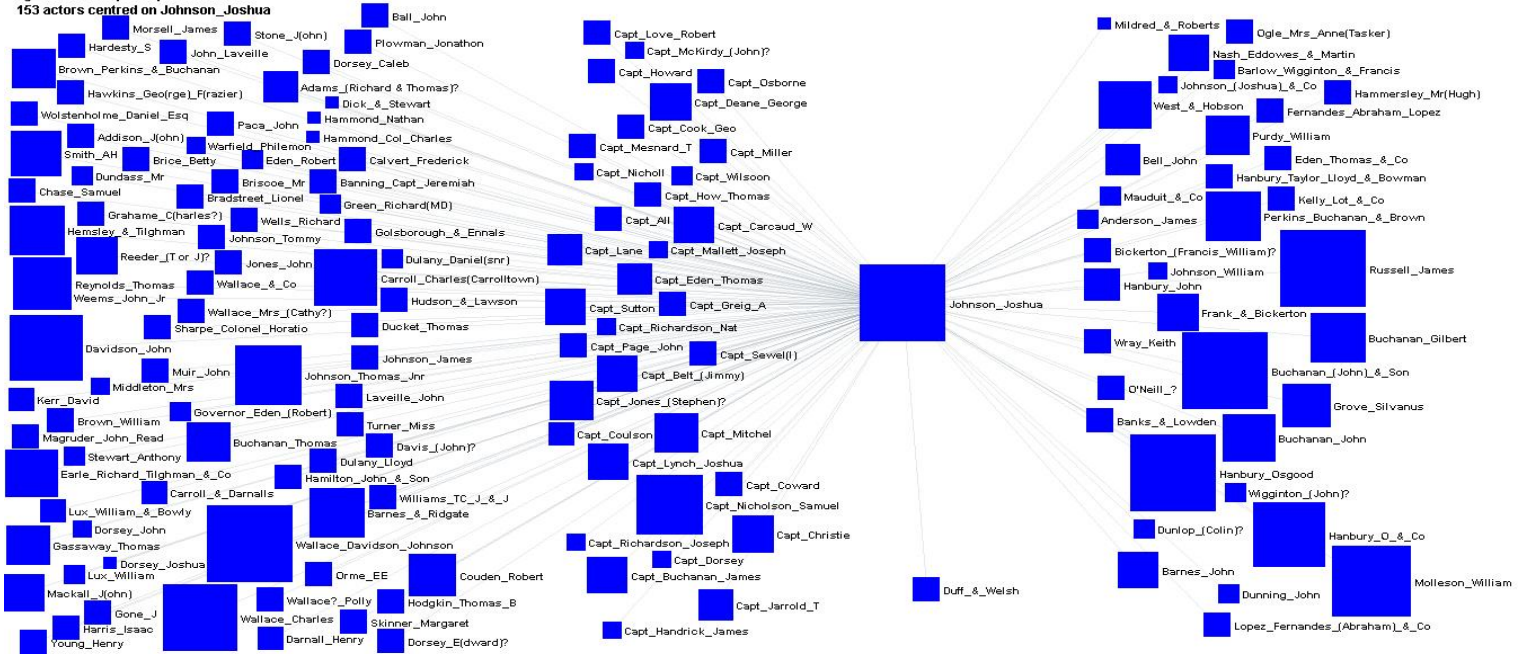 153 actors centred on Johnson_Joshua
Ball_John
Morsell_James
Stone_J(ohn)
Plowman_Jonathon
Hardesty_S
John_Laveille
Dorsey_Caleb
Brown_Perkins_&_Buchanan
Adams_(Richard & Thomas)?
Hawkins_Geo(rge)_F(razier)
Dick_&_Stewart
Wolstenholme_Daniel_Esq
Hammond_Nathan
Paca_John
Addison_J(ohn)
Hammond_Col_Charles
Warfield_Philemon
Smith_AH
Brice_Betty
Eden_Robert
Calvert_Frederick
Dundass_Mr
Briscoe_Mr
Banning_Capt_Jeremiah
Chase_Samuel
Bradstreet_Lionel
Green_Richard(MD)
Grahame_C(harles?)
Wells_Richard
Hemsley_&_Tilghman
Johnson_Tommy
Golsborough_&_Ennals
Reeder_(T or J)?
Jones_John
Dulany_Daniel(snr)
Reynolds_Thomas
Wallace_&_Co
Carroll_Charles(Carrolltown)
Weems_John_Jr
Hudson_&_Lawson
Wallace_Mrs_(Cathy?)
Sharpe_Colonel_Horatio
Ducket_Thomas
Davidson_John
Johnson_James
Muir_John
Johnson_Thomas_Jnr
Middleton_Mrs
Laveille_John
Kerr_David
Governor_Eden_(Robert)
Brown_William
Turner_Miss
Magruder_John_Read
Buchanan_Thomas
Davis_(John)?
Stewart_Anthony
Dulany_Lloyd
Earle_Richard_Tilghman_&_Co
Hamilton_John_&_Son
Carroll_&_Darnalls
Williams_TC_J_&_J
Lux_William_&_Bowly
Barnes_&_Ridgate
Dorsey_John
Gassaway_Thomas
Wallace_Davidson_Johnson
Dorsey_Joshua
Lux_William
Orme_EE
Couden_Robert
Mackall_J(ohn)
Wallace?_Polly
Hodgkin_Thomas_B
Gone_J
Wallace_Charles
Skinner_Margaret
Harris_Isaac
Young_Henry
Darnall_Henry
Dorsey_E(dward)?
Capt_Love_Robert
Capt_McKirdy_(John)?
Capt_Howard
Capt_Osborne
Capt_Deane_George
Capt_Cook_Geo
Capt_Mesnard_T
Capt_Miller
Capt_Nicholl
Capt_Wilsoon
Capt_How_Thomas
Capt_All
Capt_Carcaud_W
Capt_Lane
Capt_Mallett_Joseph
Capt_Eden_Thomas
Capt_Sutton
Capt_Greig_A
Capt_Richardson_Nat
Capt_Page_John
Capt_Sewel(l)
Capt_Belt_(Jimmy)
Capt_Jones_(Stephen)?
Capt_Coulson
Capt_Mitchel
Capt_Lynch_Joshua
Capt_Coward
Capt_Nicholson_Samuel
Capt_Christie
Capt_Richardson_Joseph
Capt_Dorsey
Capt_Buchanan_James
Capt_Jarrold_T
Capt_Handrick_James
Johnson_Joshua
Duff_&_Welsh
Mildred_&_Roberts
Ogle_Mrs_Anne(Tasker)
Nash_Eddowes_&_Martin
Barlow_Wigginton_&_Francis
Johnson_(Joshua)_&_Co
Hammersley_Mr(Hugh)
West_&_Hobson
Fernandes_Abraham_Lopez
Purdy_William
Bell_John
Eden_Thomas_&_Co
Hanbury_Taylor_Lloyd_&_Bowman
Mauduit_&_Co
Kelly_Lot_&_Co
Anderson_James
Perkins_Buchanan_&_Brown
Bickerton_(Francis_William)?
Johnson_William
Russell_James
Hanbury_John
Frank_&_Bickerton
Wray_Keith
Buchanan_Gilbert
Buchanan_(John)_&_Son
O'Neill_?
Grove_Silvanus
Banks_&_Lowden
Buchanan_John
Hanbury_Osgood
Wigginton_(John)?
Dunlop_(Colin)?
Hanbury_O_&_Co
Barnes_John
Molleson_William
Dunning_John
Lopez_Fernandes_(Abraham)_&_Co